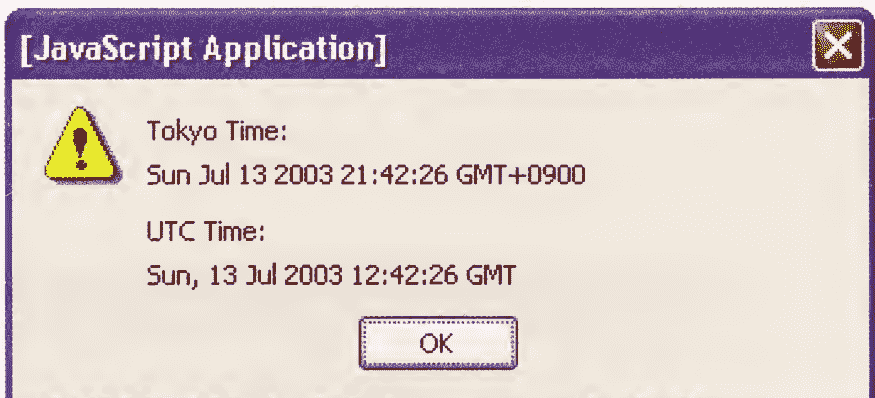 [JavaScript Application]
Tokyo Time:
Sun Jul 13 2003 21:42:26 GMT+0900
UTC Time:
Sun, 13 Jul 2003 12:42:26 GMT
OK